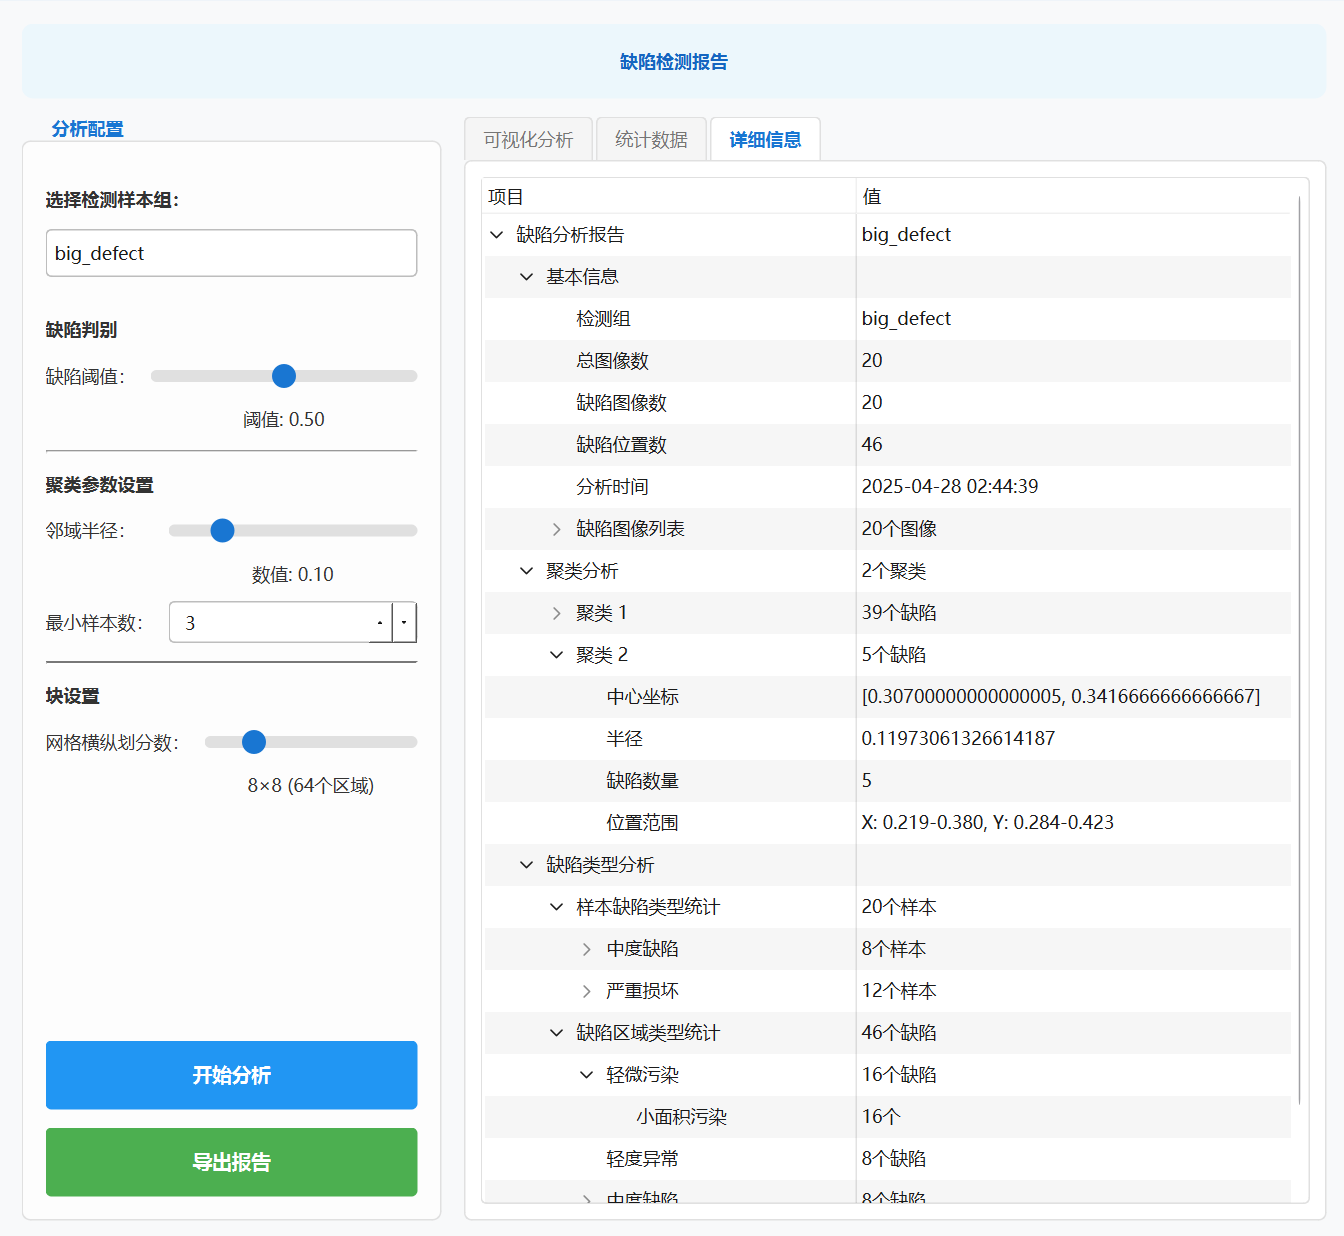 缺陷检测报告
分析配置
选择检测样本组：
big_defect
缺陷判别
缺陷阈值：
阈值: 0.50
聚类参数设置
邻域半径：
数值: 0.10
最小样本数： 3
块设置
网格横纵划分数：
8×8 (64个区域)
开始分析
导出报告
可视化分析 统计数据 详细信息
项目 值
缺陷分析报告 big_defect
基本信息
检测组 big_defect
总图像数 20
缺陷图像数 20
缺陷位置数 46
分析时间 2025-04-28 02:44:39
缺陷图像列表 20个图像
聚类分析 2个聚类
聚类 1 39个缺陷
聚类 2 5个缺陷
中心坐标 [0.30700000000000005, 0.3416666666666667]
半径 0.11973061326614187
缺陷数量 5
位置范围 X: 0.219-0.380, Y: 0.284-0.423
缺陷类型分析
样本缺陷类型统计 20个样本
中度缺陷 8个样本
严重损坏 12个样本
缺陷区域类型统计 46个缺陷
轻微污染 16个缺陷
小面积污染 16个
轻度异常 8个缺陷
中度缺陷 8个缺陷